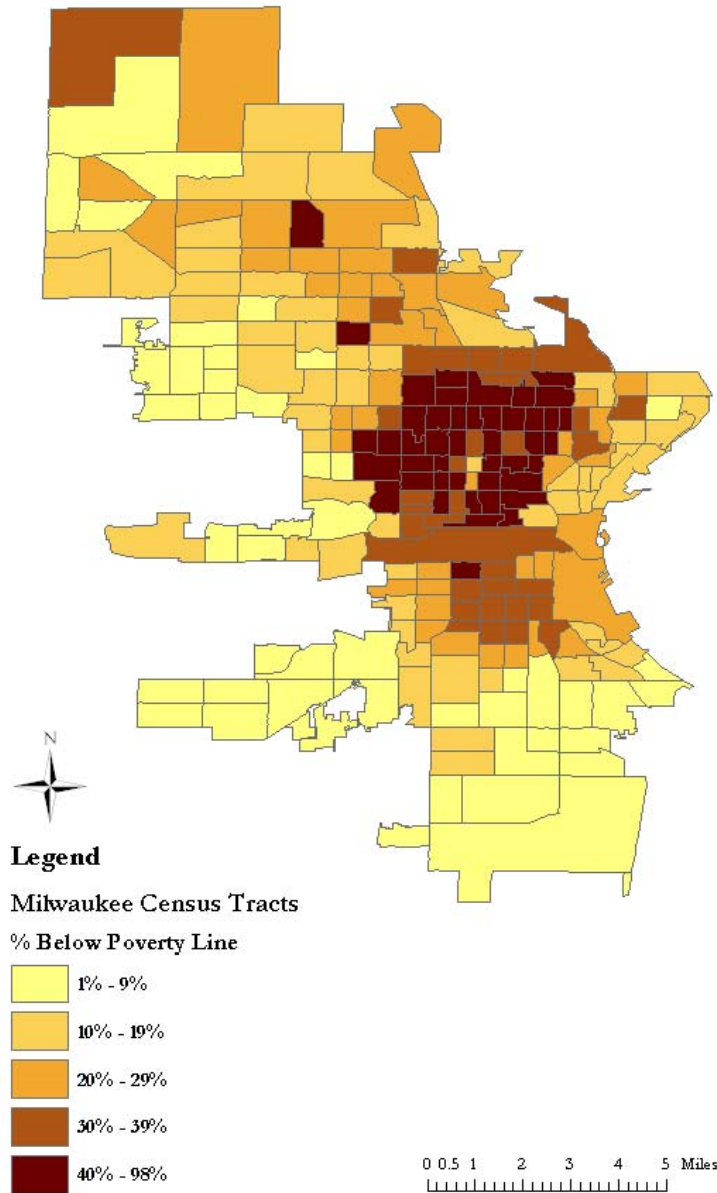 N
Legend
Milwaukee Census Tracts
% Below Poverty Line
1% - 9%
10% - 19%
20% - 29%
30% - 39%
40% - 98%
0 0.5 1 2 3 4 5 Miles